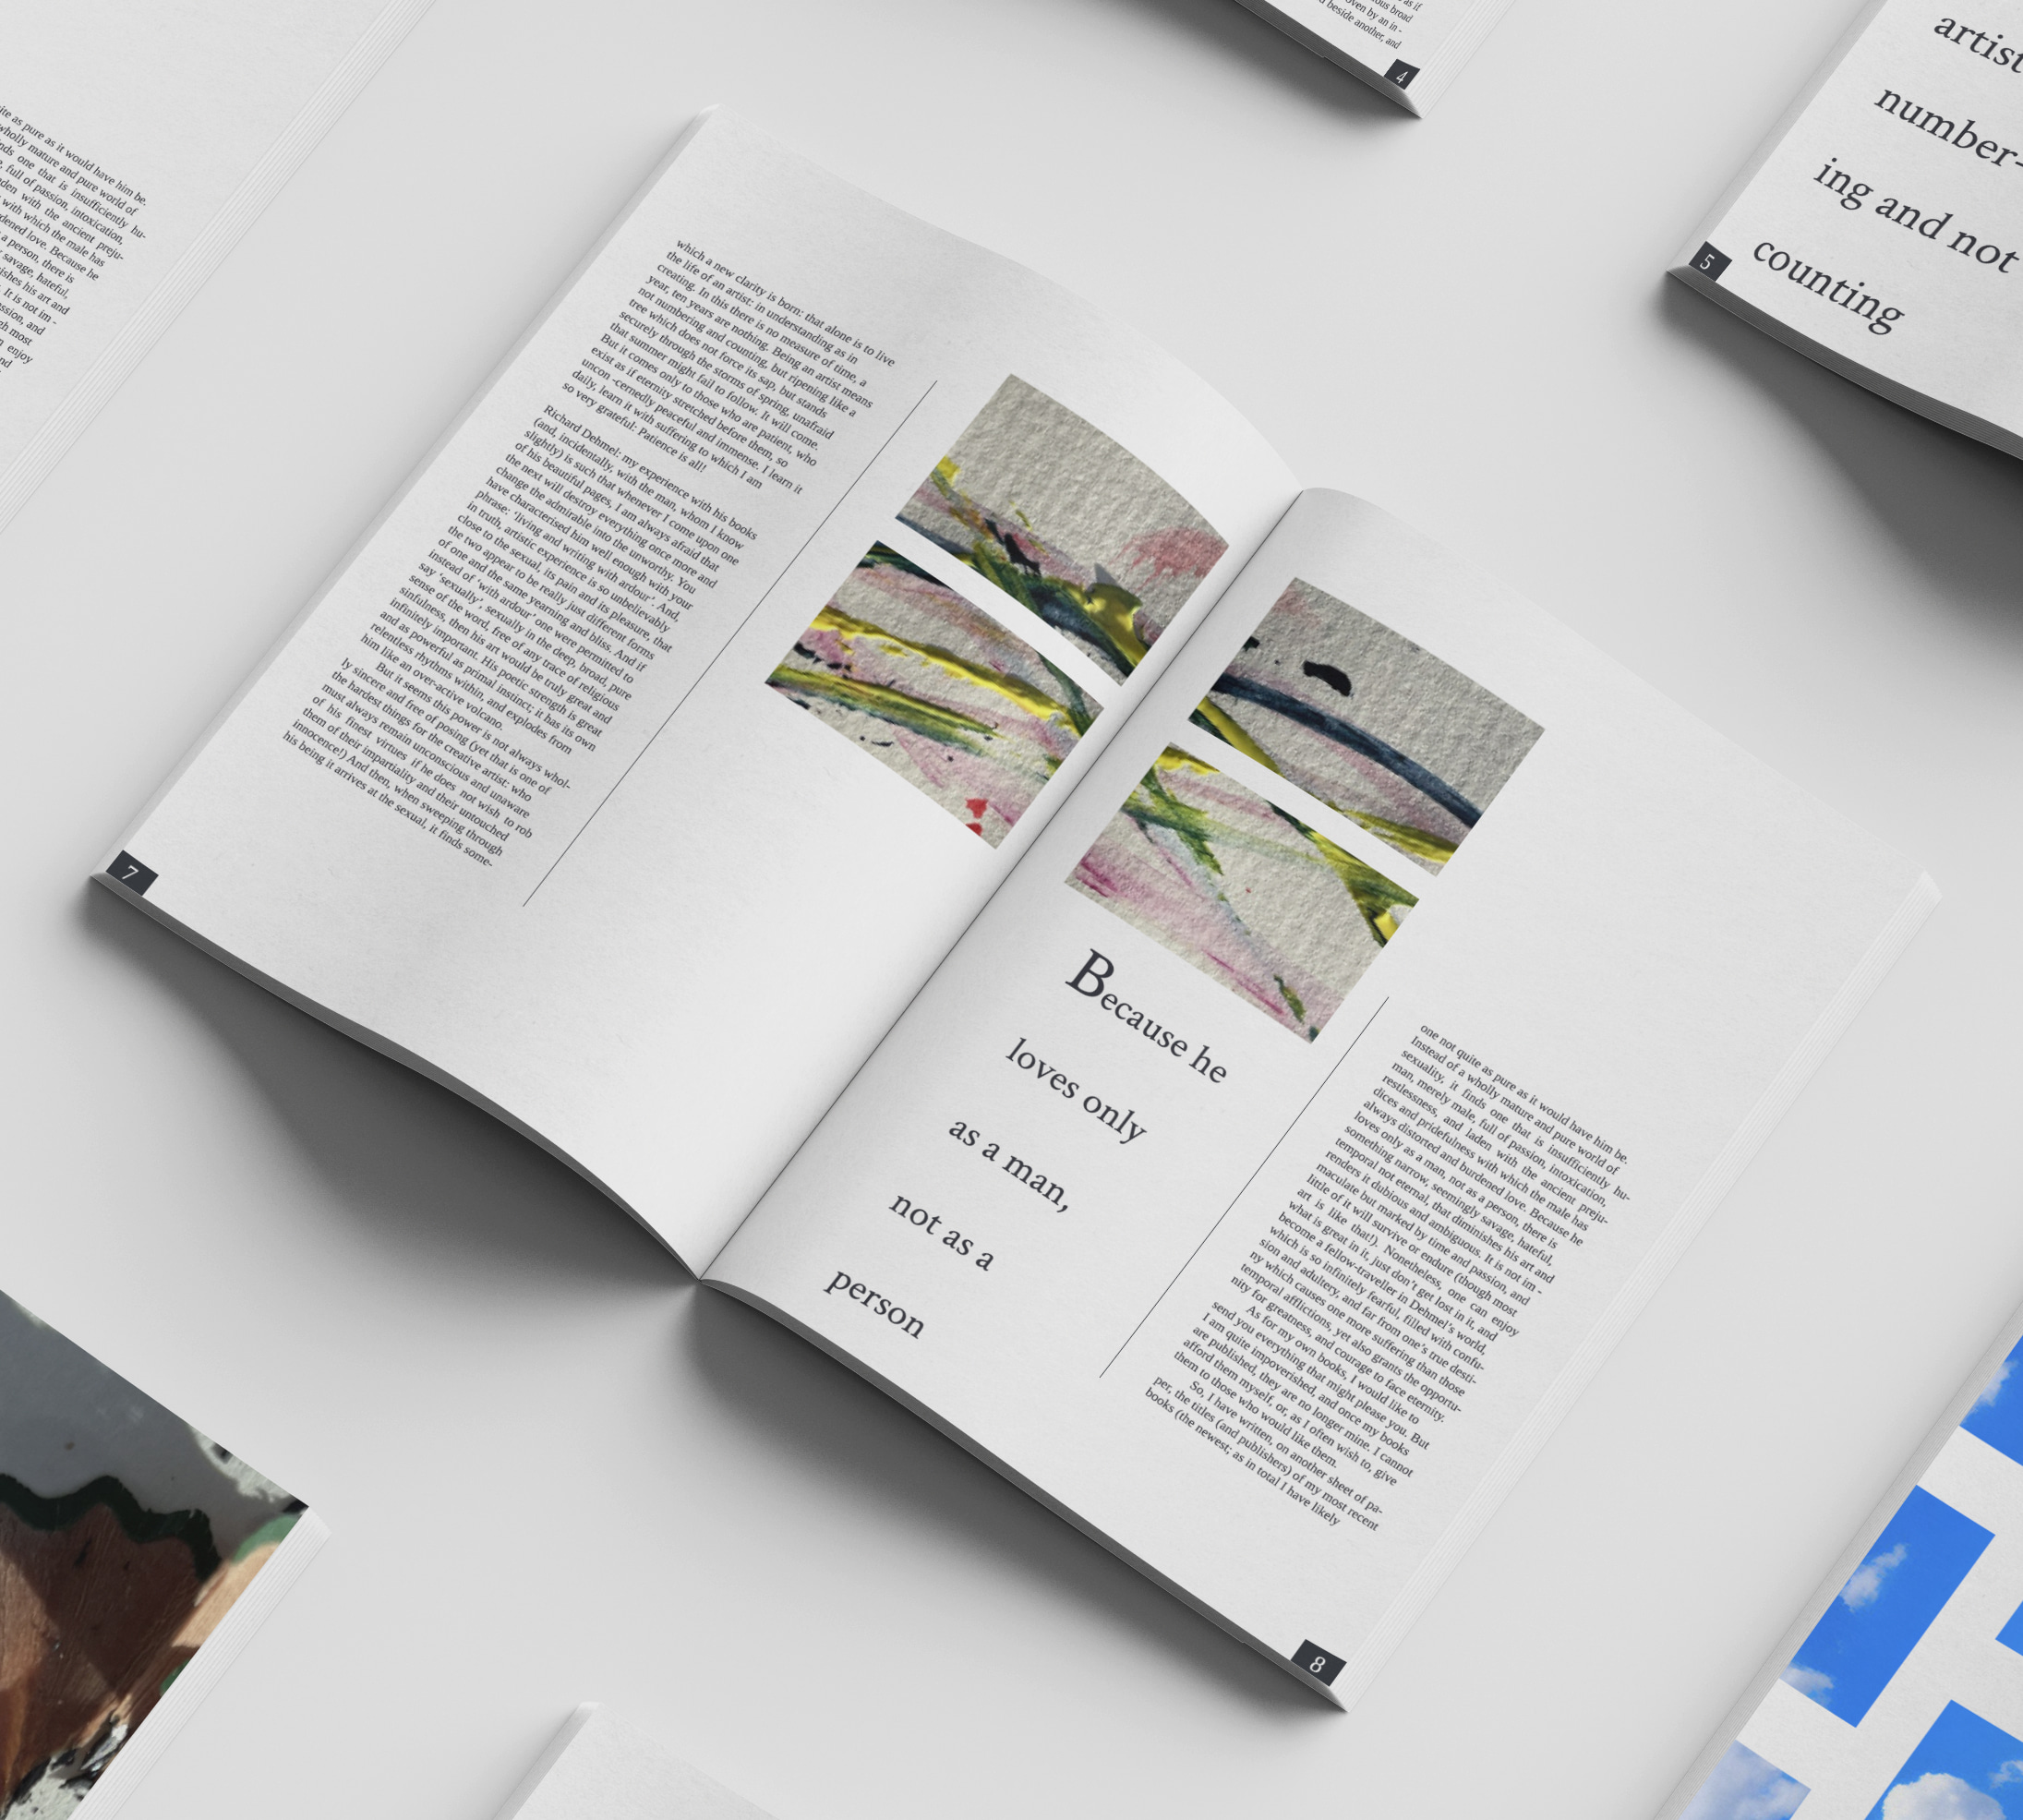 ite as pure as it would have him be.
wholly mature and pure world of
nds one that is insufficiently hu-
, full of passion, intoxication,
den with the ancient preju-
with which the male has
dened love. Because he
a person, there is
savage, hateful,
ishes his art and
. It is not im -
ssion, and
gh most
n enjoy
and
as if
ous broad
oven by an in -
d beside another, and
4
artist
number-
ing and not
counting
5
which a new clarity is born: that alone is to live
the life of an artist: in understanding as in
creating. In this there is no measure of time, a
year, ten years are nothing. Being an artist means
not numbering and counting, but ripening like a
tree which does not force its sap, but stands
securely through the storms of spring, unafraid
that summer might fail to follow. It will come.
But it comes only to those who are patient, who
exist as if eternity stretched before them, so
uncon -cernedly peaceful and immense. I learn it
daily, learn it with suffering to which I am
so very grateful: Patience is all!
Richard Dehmel: my experience with his books
(and, incidentally, with the man, whom I know
slightly) is such that whenever I come upon one
of his beautiful pages, I am always afraid that
the next will destroy everything once more and
change the admirable into the unworthy. You
have characterised him well enough with your
phrase: ‘living and writing with ardour’. And,
in truth, artistic experience is so unbelievably
close to the sexual, its pain and its pleasure, that
the two appear to be really just different forms
of one and the same yearning and bliss. And if
instead of ‘with ardour’ one were permitted to
say ‘sexually’, sexually in the deep, broad, pure
sense of the word, free of any trace of religious
sinfulness, then his art would be truly great and
infinitely important. His poetic strength is great
and as powerful as primal instinct; it has its own
relentless rhythms within, and explodes from
him like an over-active volcano.
But it seems this power is not always whol-
ly sincere and free of posing (yet that is one of
the hardest things for the creative artist: who
must always remain unconscious and unaware
of his finest virtues if he does not wish to rob
them of their impartiality and their untouched
innocence!) And then, when sweeping through
his being it arrives at the sexual, it finds some-
7
Because he
loves only
as a man,
not as a
person
one not quite as pure as it would have him be.
Instead of a wholly mature and pure world of
sexuality, it finds one that is insufficiently hu-
man, merely male, full of passion, intoxication,
restlessness, and laden with the ancient preju-
dices and pridefulness with which the male has
always distorted and burdened love. Because he
loves only as a man, not as a person, there is
something narrow, seemingly savage, hateful,
temporal not eternal, that diminishes his art and
renders it dubious and ambiguous. It is not im -
maculate but marked by time and passion, and
little of it will survive or endure (though most
art is like that!). Nonetheless, one can enjoy
what is great in it, just don’t get lost in it, and
become a fellow-traveller in Dehmel’s world,
which is so infinitely fearful, filled with confu-
sion and adultery, and far from one’s true desti-
ny which causes one more suffering than those
temporal afflictions, yet also grants the opportu-
nity for greatness, and courage to face eternity.
As for my own books, I would like to
send you everything that might please you. But
I am quite impoverished, and once my books
are published, they are no longer mine. I cannot
afford them myself, or, as I often wish to, give
them to those who would like them.
So, I have written, on another sheet of pa-
per, the titles (and publishers) of my most recent
books (the newest; as in total I have likely
8